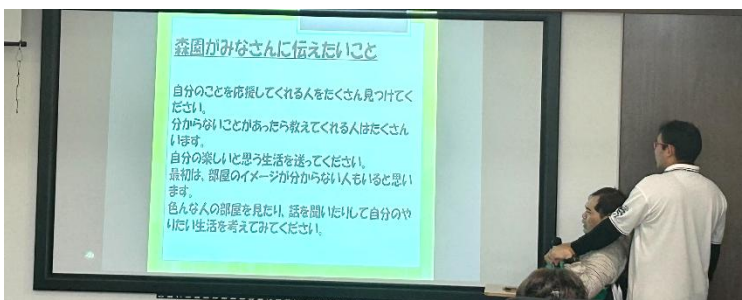 森園がみなさんに伝えたいこと
自分のことを応援してくれる人をたくさん見つけてく
ださい。
分からないことがあったら教えてくれる人はたくさん
います。
自分の楽しいと思う生活を送ってください。
最初は、部屋のイメージが分からない人もいると思い
ます。
色んな人の部屋を見たり、話を聞いたりして自分のや
りたい生活を考えてみてください。